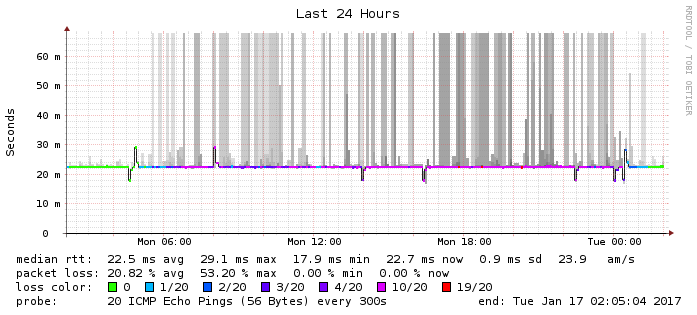 Last 24 Hours
RRDTOOL / TOBI OETIKER
Seconds
60 m
50 m
40 m
30 m
20 m
10 m
0
Mon 06:00 Mon 12:00 Mon 18:00 Tue 00:00
median rtt: 22.5 ms avg 29.1 ms max 17.9 ms min 22.7 ms now 0.9 ms sd 23.9 am/s
packet loss: 20.82 % avg 53.20 % max 0.00 % min 0.00 % now
loss color: 0 1/20 2/20 3/20 4/20 10/20 19/20
probe: 20 ICMP Echo Pings (56 Bytes) every 300s end: Tue Jan 17 02:05:04 2017